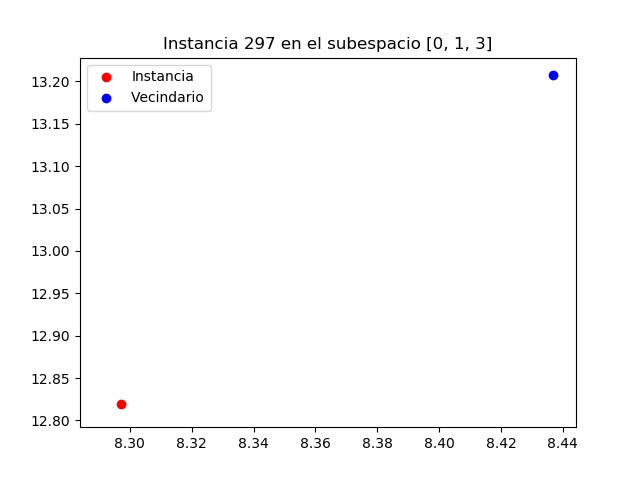 Instancia 297 en el subespacio [0, 1, 3]
Instancia
Vecindario
13.20
13.15
13.10
13.05
13.00
12.95
12.90
12.85
12.80
8.30 8.32 8.34 8.36 8.38 8.40 8.42 8.44